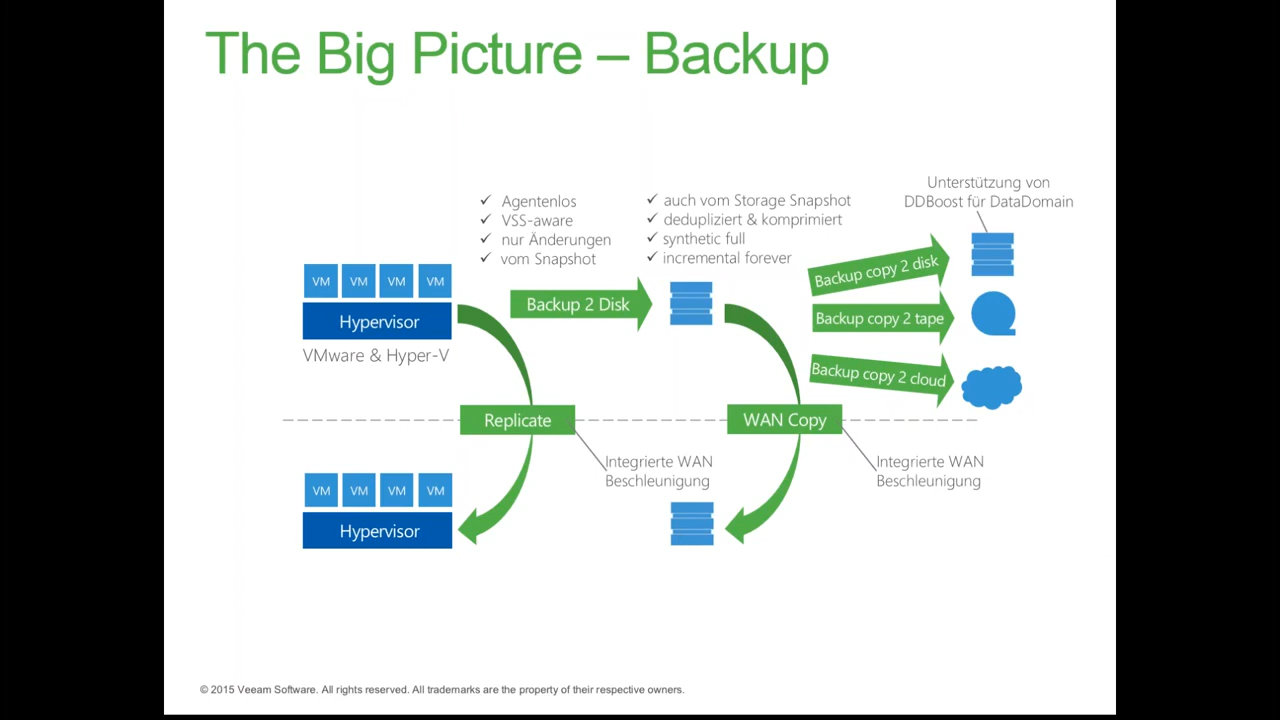 The Big Picture – Backup
Unterstützung von
DDBoost für DataDomain
Agentenlos
VSS-aware
nur Änderungen
vom Snapshot
auch vom Storage Snapshot
dedupliziert & komprimiert
synthetic full
incremental forever
VM VM VM VM
Hypervisor
VMware & Hyper-V
Backup 2 Disk
Backup copy 2 disk
Backup copy 2 tape
Backup copy 2 cloud
Replicate
WAN Copy
Integrierte WAN
Beschleunigung
Integrierte WAN
Beschleunigung
VM VM VM VM
Hypervisor
© 2015 Veeam Software. All rights reserved. All trademarks are the property of their respective owners.